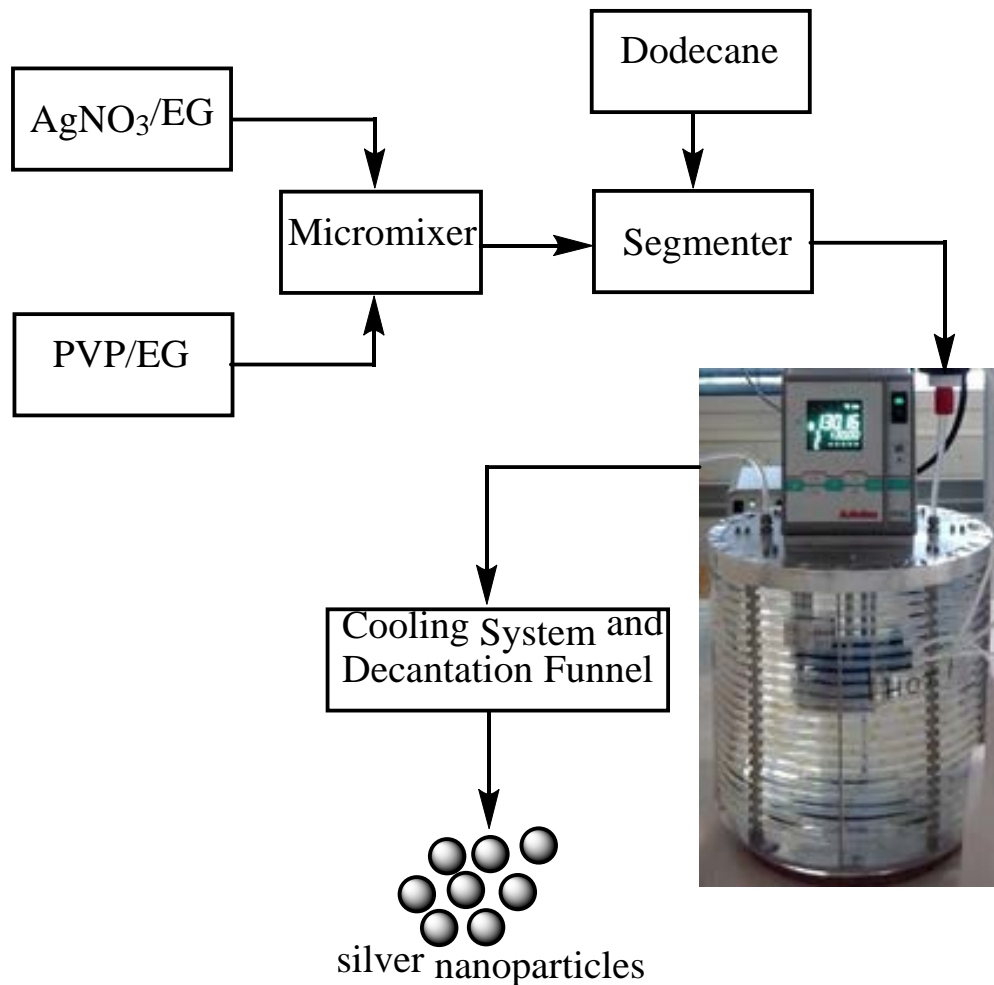 Dodecane
AgNO₃/EG
Micromixer
Segmenter
PVP/EG
Cooling System and
Decantation Funnel
silver nanoparticles